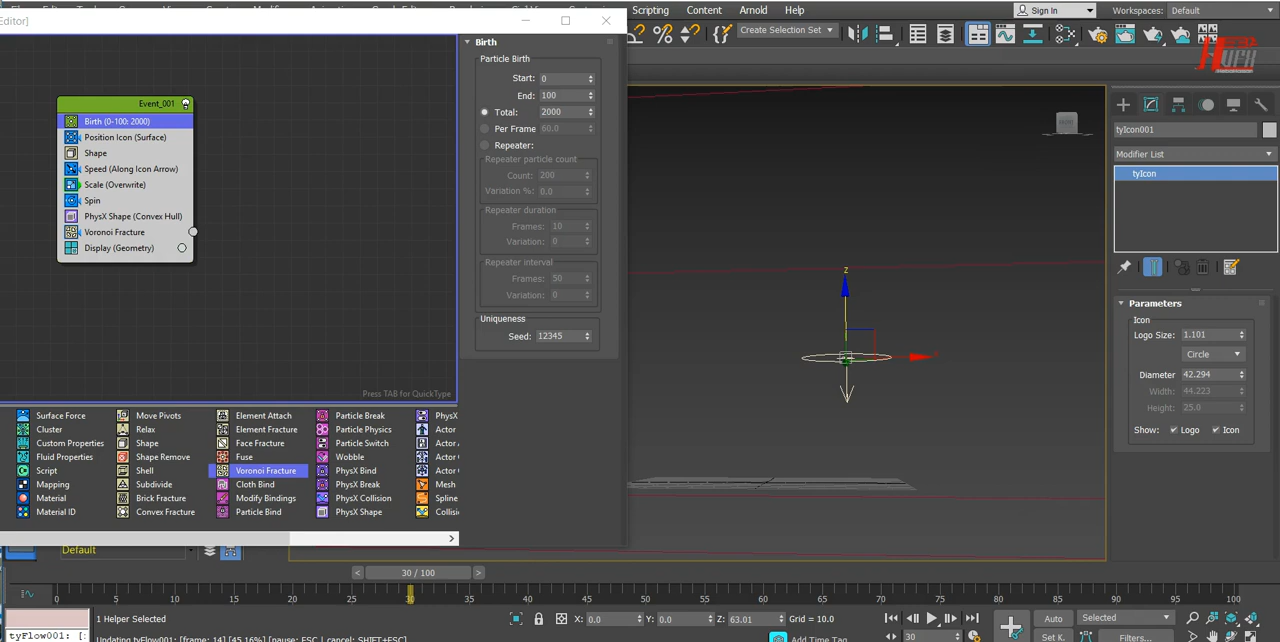 Editor]
Scripting
Content
Arnold
Help
Sign In
Workspaces:
Default
Create Selection Set
Birth
Particle Birth
Start: 0
End: 100
Total: 2000
Per Frame 60.0
Repeater:
Repeater particle count
Count: 200
Variation %: 0.0
Repeater duration
Frames: 10
Variation: 0
Repeater interval
Frames: 50
Variation: 0
Uniqueness
Seed: 12345
Event_001
Birth (0-100: 2000)
Position Icon (Surface)
Shape
Speed (Along Icon Arrow)
Scale (Overwrite)
Spin
PhysX Shape (Convex Hull)
Voronoi Fracture
Display (Geometry)
Press TAB for QuickType
Surface Force
Move Pivots
Element Attach
Particle Break
PhysX
Cluster
Relax
Element Fracture
Particle Physics
Actor
Custom Properties
Shape
Face Fracture
Particle Switch
Actor
Fluid Properties
Shape Remove
Fuse
Wobble
Actor
Script
Shell
Voronoi Fracture
PhysX Bind
Actor
Mapping
Subdivide
Cloth Bind
PhysX Break
Mesh
Material
Brick Fracture
Modify Bindings
PhysX Collision
Spline
Material ID
Convex Fracture
Particle Bind
PhysX Shape
Collisi
z
FRONT
tyIcon001
Modifier List
tyIcon
Parameters
Icon
Logo Size: 1.101
Circle
Diameter 42.294
Width: 44.223
Height: 25.0
Show: Logo Icon
Default
30 / 100
0 5 10 15 20 25 30 35 40 45 50 55 60 65 70 75 80 85 90 95 100
1 Helper Selected
X: 0.0
Y: 0.0
Z: 63.01
Grid = 10.0
Auto
Selected
tyFlow001: [:
Updating tyFlow001: [frame: 14] [45.16%] [pause: ESC | cancel: SHIFT+ESC]
Add Time Tag
30
Set K.
Filters...